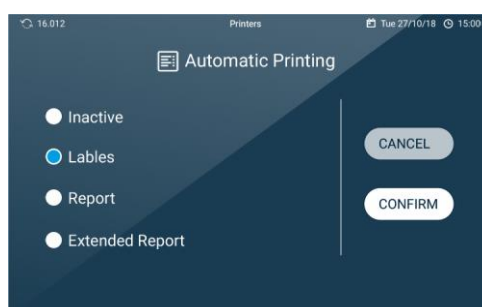 16.012 Printers Tue 27/10/18 15:00
Automatic Printing
Inactive
Lables
Report
Extended Report
CANCEL
CONFIRM